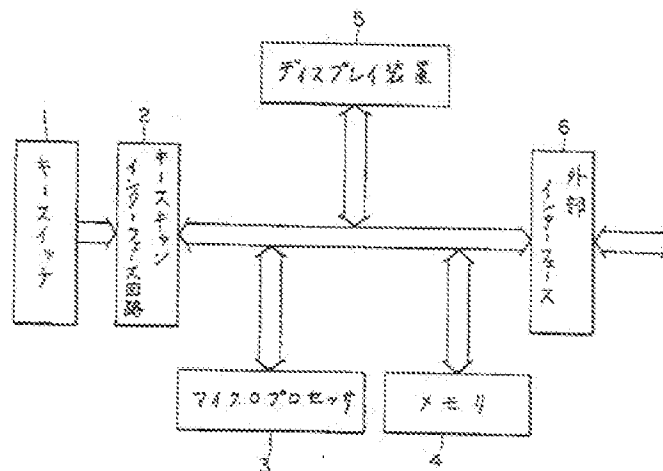 5
ディスプレイ装置
1
キースイッチ
2
キースキャン
インターフェース回路
6
外部
インターフェース
マイクロプロセッサ
3
メモリ
4